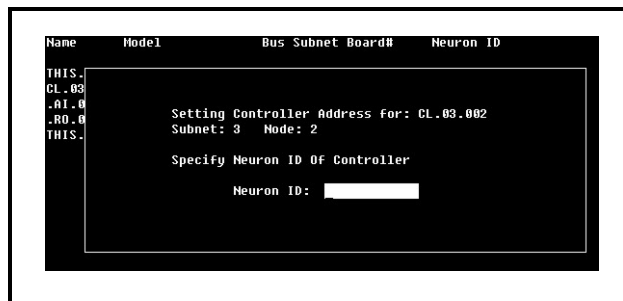 Name Model Bus Subnet Board# Neuron ID
THIS.
CL.03
.AI.0
.RO.0
THIS.
Setting Controller Address for: CL.03.002
Subnet: 3 Node: 2
Specify Neuron ID Of Controller
Neuron ID: